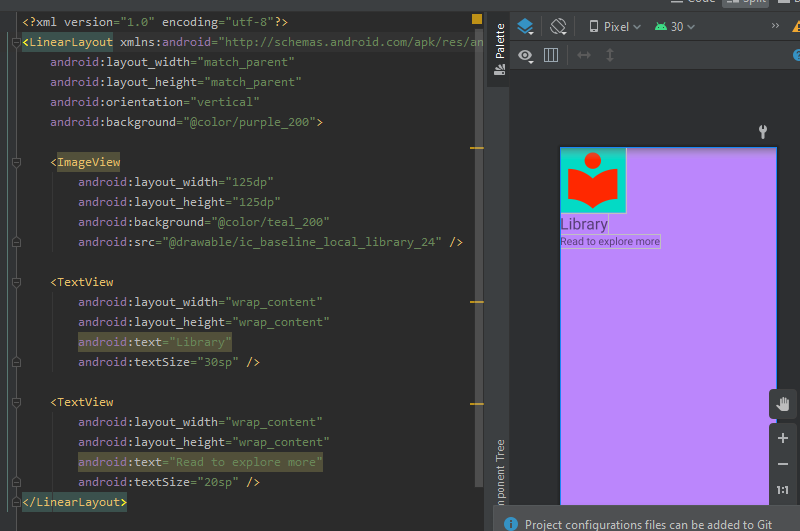 <?xml version="1.0" encoding="utf-8"?>
<LinearLayout xmlns:android="http://schemas.android.com/apk/res/an
android:layout_width="match_parent"
android:layout_height="match_parent"
android:orientation="vertical"
android:background="@color/purple_200">
<ImageView
android:layout_width="125dp"
android:layout_height="125dp"
android:background="@color/teal_200"
android:src="@drawable/ic_baseline_local_library_24" />
<TextView
android:layout_width="wrap_content"
android:layout_height="wrap_content"
android:text="Library"
android:textSize="30sp" />
<TextView
android:layout_width="wrap_content"
android:layout_height="wrap_content"
android:text="Read to explore more"
android:textSize="20sp" />
</LinearLayout>
Palette
Pixel
30
Library
Read to explore more
1:1
Project configurations files can be added to Git